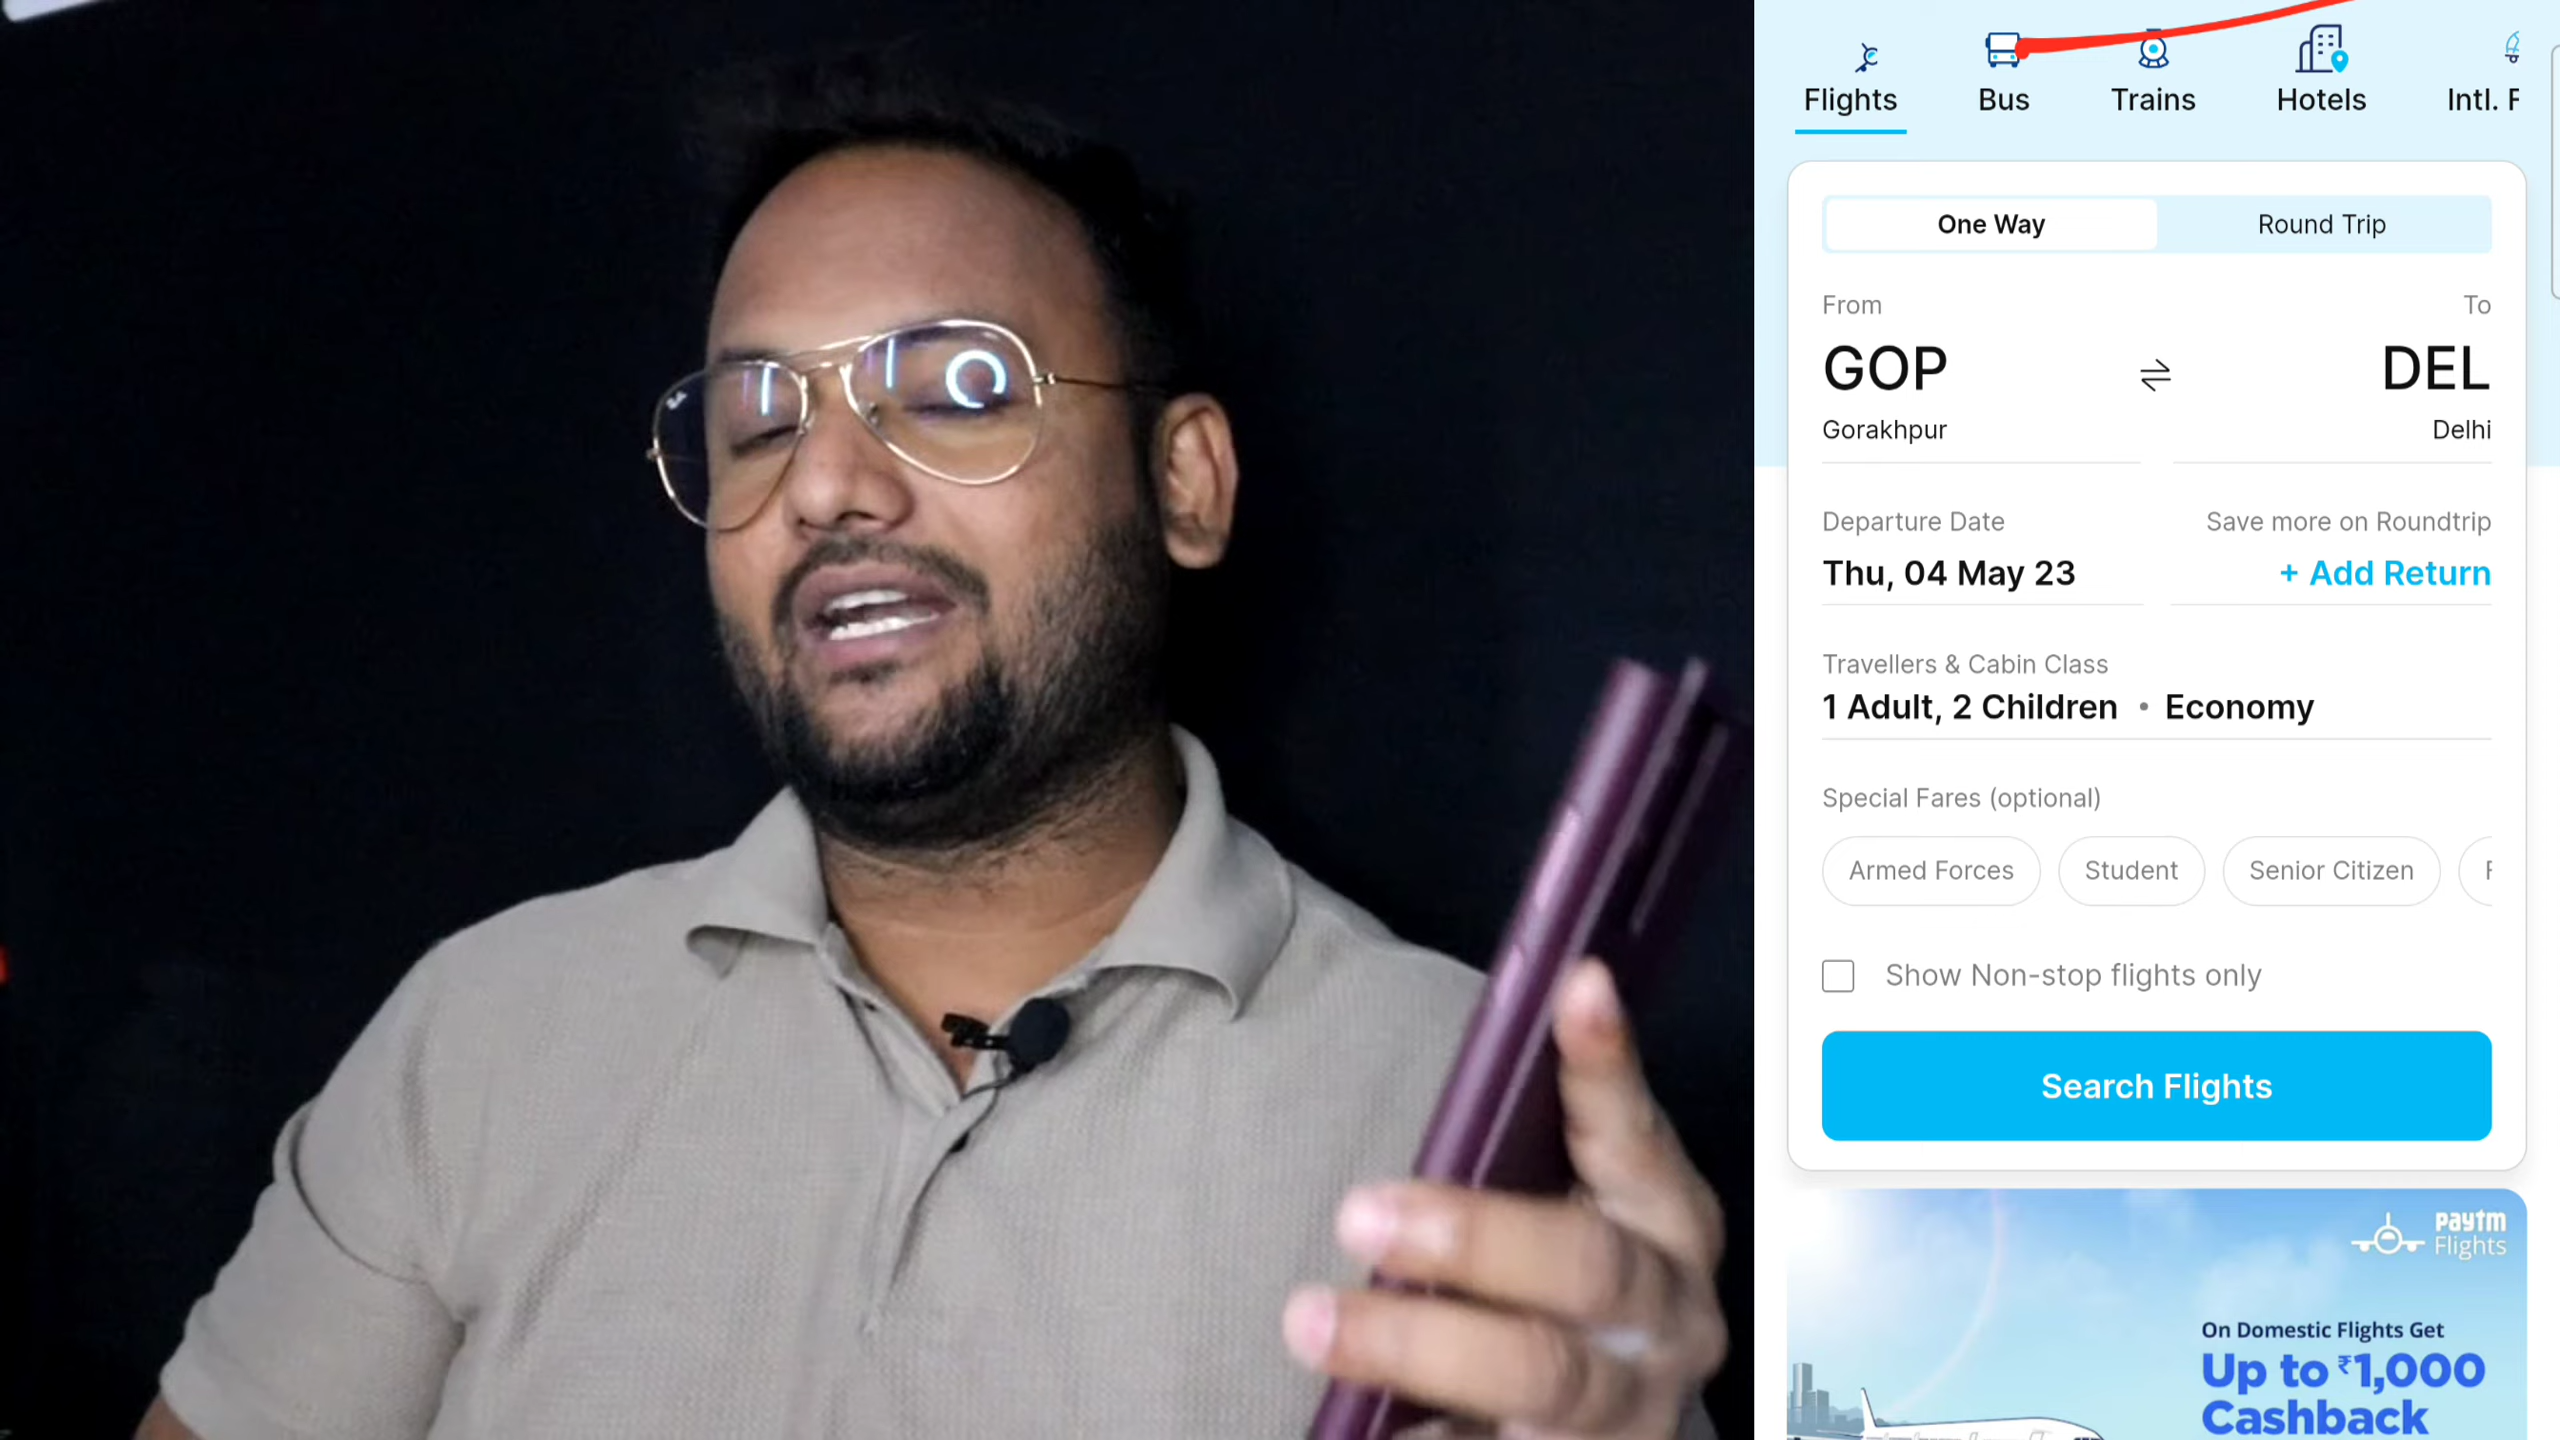 Flights
Bus
Trains
Hotels
Intl. F
One Way
Round Trip
From
To
GOP
DEL
Gorakhpur
Delhi
Departure Date
Save more on Roundtrip
Thu, 04 May 23
+ Add Return
Travellers & Cabin Class
1 Adult, 2 Children • Economy
Special Fares (optional)
Armed Forces
Student
Senior Citizen
F
Show Non-stop flights only
Search Flights
paytm
Flights
On Domestic Flights Get
Up to ₹1,000
Cashback